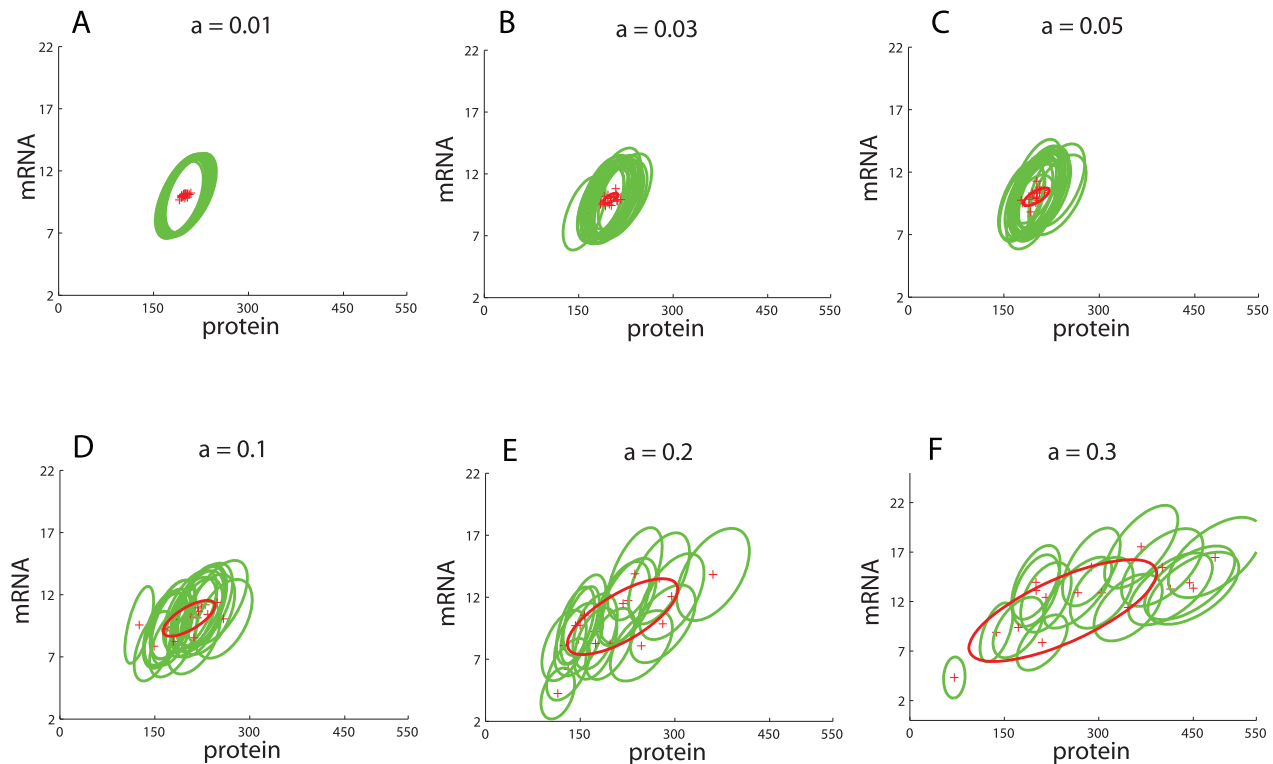 A
a = 0.01
22
17
12
7
2
mRNA
0
150
300
450
550
protein
B
a = 0.03
22
17
12
7
2
mRNA
0
150
300
450
550
protein
C
a = 0.05
22
17
12
7
2
mRNA
0
150
300
450
550
protein
D
a = 0.1
22
17
12
7
2
mRNA
0
150
300
450
550
protein
E
a = 0.2
22
17
12
7
2
mRNA
0
150
300
450
550
protein
F
a = 0.3
22
17
12
7
2
mRNA
0
150
300
450
550
protein